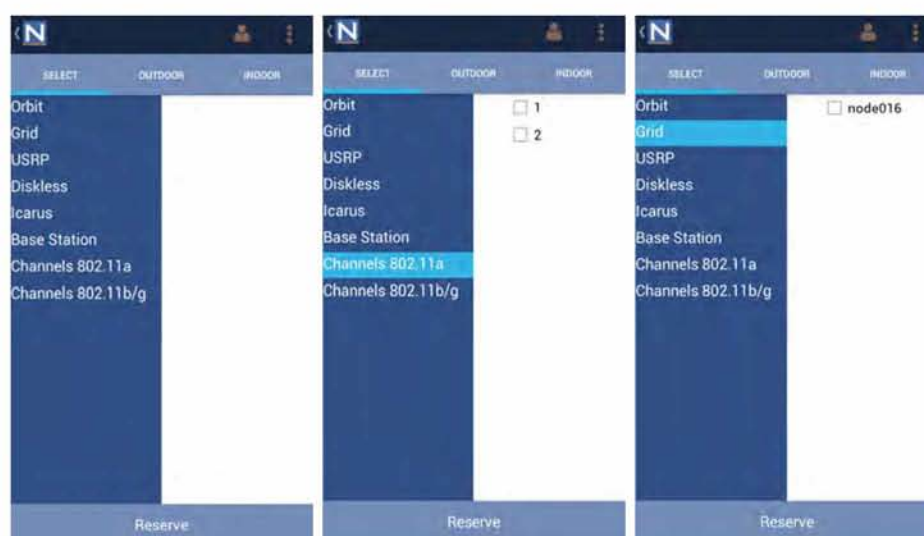 N
SELECT OUTDOOR INDOOR
Orbit
Grid
USRP
Diskless
Icarus
Base Station
Channels 802.11a
Channels 802.11b/g
Reserve
N
SELECT OUTDOOR INDOOR
Orbit
Grid
USRP
Diskless
Icarus
Base Station
Channels 802.11a
Channels 802.11b/g
1
2
Reserve
N
SELECT OUTDOOR INDOOR
Orbit
Grid
USRP
Diskless
Icarus
Base Station
Channels 802.11a
Channels 802.11b/g
node016
Reserve